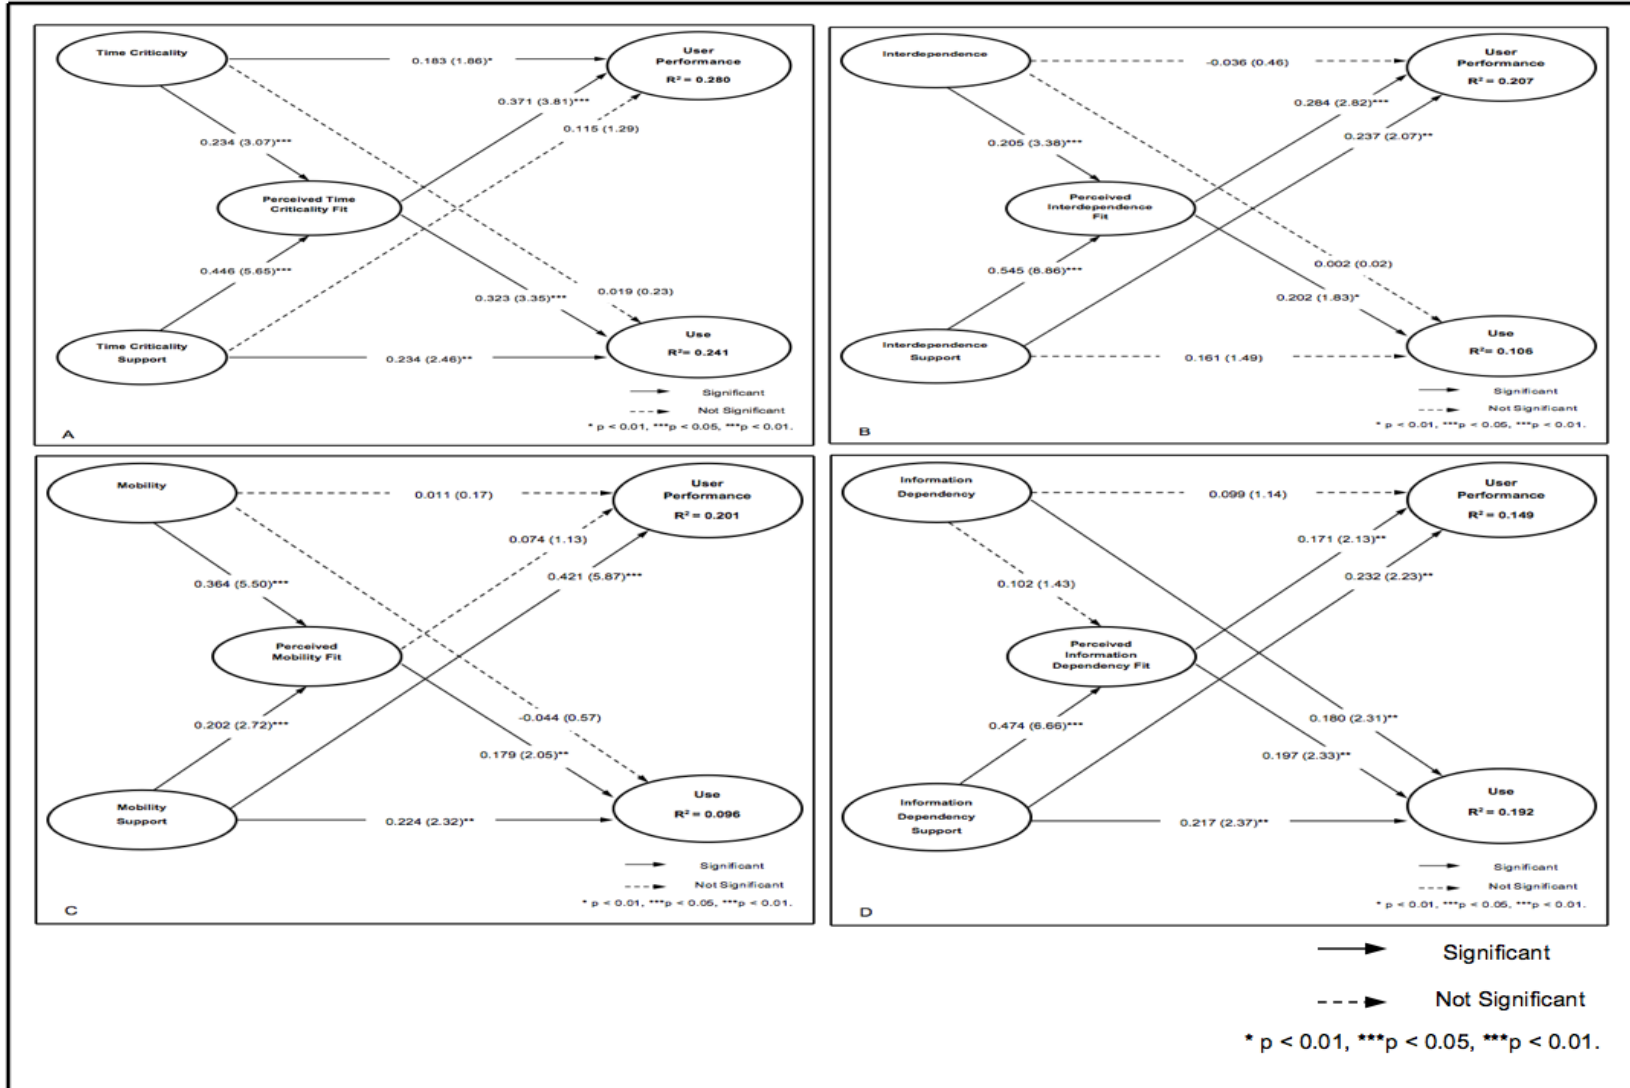 Time Criticality
User
Performance
R² = 0.280
0.183 (1.86)*
0.371 (3.81)***
0.115 (1.29)
0.234 (3.07)***
Perceived Time
Criticality Fit
0.446 (5.65)***
0.019 (0.23)
0.323 (3.35)***
Time Criticality
Support
0.234 (2.46)**
Use
R²= 0.241
Significant
Not Significant
* p < 0.01, ***p < 0.05, ***p < 0.01.
A
Interdependence
User
Performance
R² = 0.207
-0.036 (0.46)
0.284 (2.82)***
0.237 (2.07)**
0.205 (3.38)***
Perceived
Interdependence
Fit
0.002 (0.02)
0.545 (8.86)***
0.202 (1.83)*
Interdependence
Support
0.161 (1.49)
Use
R²= 0.106
Significant
Not Significant
* p < 0.01, ***p < 0.05, ***p < 0.01.
B
Mobility
User
Performance
R² = 0.201
0.011 (0.17)
0.074 (1.13)
0.421 (5.87)***
0.364 (5.50)***
Perceived
Mobility Fit
0.202 (2.72)***
-0.044 (0.57)
0.179 (2.05)**
Mobility
Support
0.224 (2.32)**
Use
R² = 0.096
Significant
Not Significant
* p < 0.01, ***p < 0.05, ***p < 0.01.
C
Information
Dependency
User
Performance
R² = 0.149
0.099 (1.14)
0.171 (2.13)**
0.232 (2.23)**
0.102 (1.43)
Perceived
Information
Dependency Fit
0.474 (6.66)***
0.180 (2.31)**
0.197 (2.33)**
Information
Dependency
Support
0.217 (2.37)**
Use
R² = 0.192
Significant
Not Significant
* p < 0.01, ***p < 0.05, ***p < 0.01.
D
Significant
Not Significant
* p < 0.01, ***p < 0.05, ***p < 0.01.